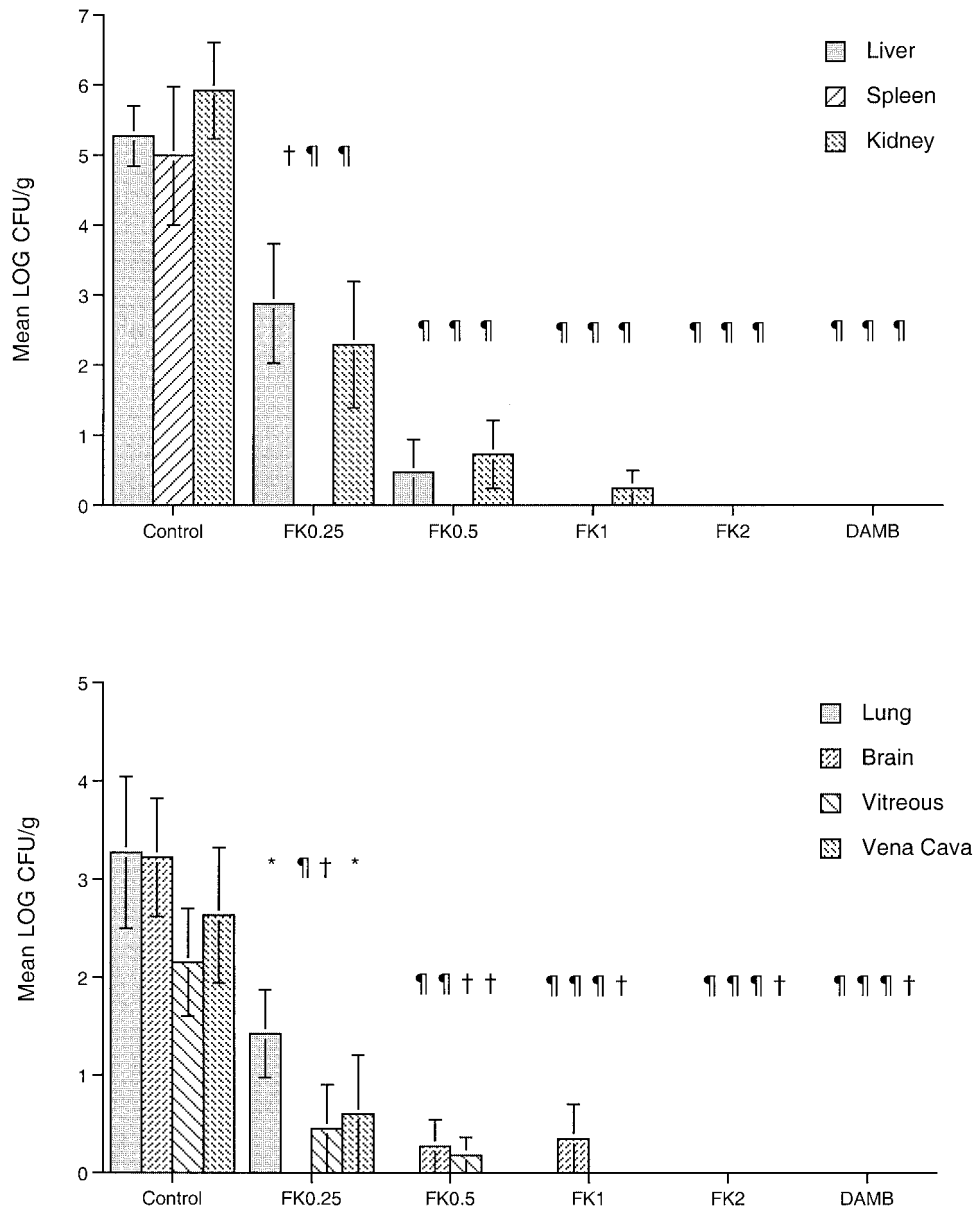 Mean LOG CFU/g
7
6
5
4
3
2
1
0
Liver
Spleen
Kidney
† ¶ ¶
¶ ¶ ¶
¶ ¶ ¶
¶ ¶ ¶
¶ ¶ ¶
Control FK0.25 FK0.5 FK1 FK2 DAMB
Mean LOG CFU/g
5
4
3
2
1
0
Lung
Brain
Vitreous
Vena Cava
* ¶ † *
¶ ¶ † †
¶ ¶ ¶ †
¶ ¶ ¶ †
¶ ¶ ¶ †
Control FK0.25 FK0.5 FK1 FK2 DAMB